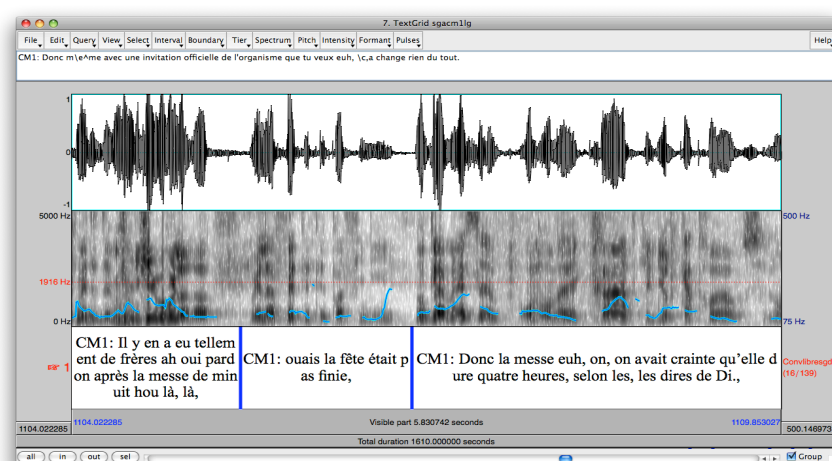 7. TextGrid sgacm1lg
File Edit Query View Select Interval Boundary Tier Spectrum Pitch Intensity Formant Pulses Help
CM1: Donc m\e^me avec une invitation officielle de l'organisme que tu veux euh, \c,a change rien du tout.
1
0
-1
5000 Hz 500 Hz
1916 Hz
0 Hz 75 Hz
CM1: Il y en a eu tellem
ent de frères ah oui pard
on après la messe de min
uit hou là, là,
CM1: ouais la fête était p
as finie,
CM1: Donc la messe euh, on, on avait crainte qu'elle d
ure quatre heures, selon les, les dires de Di.,
1
Convlibresgd
(16/139)
1104.022285 1109.853027
1104.022285 Visible part 5.830742 seconds 500.146973
Total duration 1610.000000 seconds
all in out sel Group